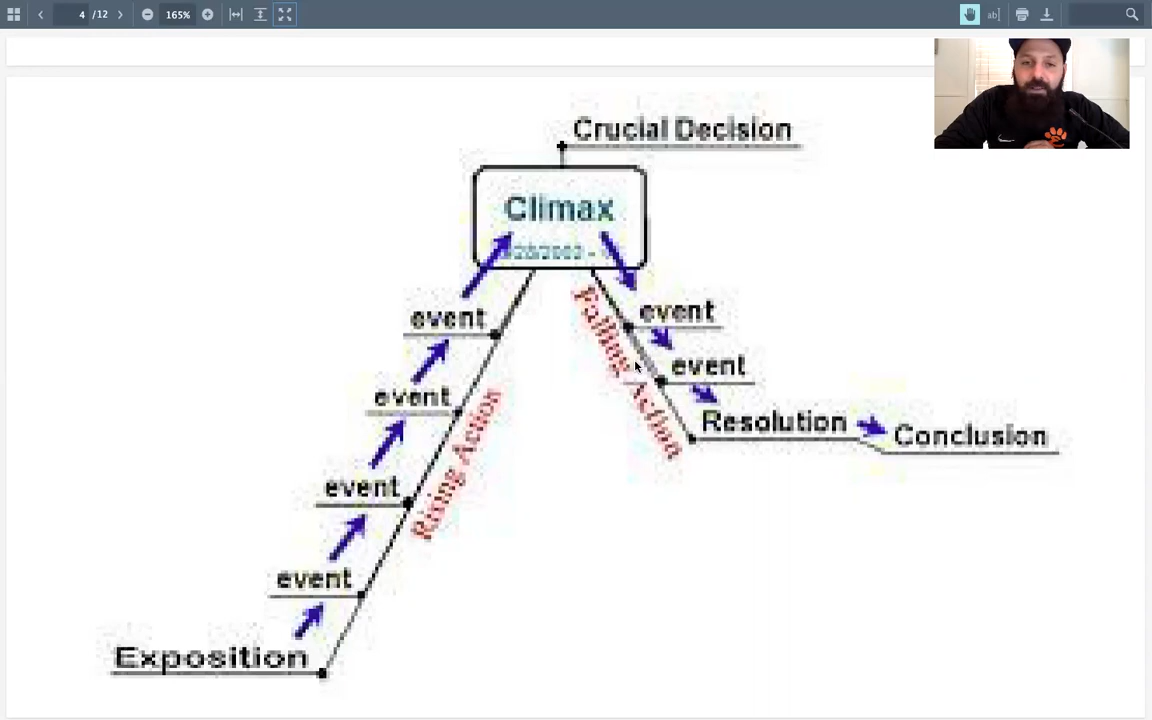 4 /12
165%
ab]
Crucial Decision
Climax
event
event
event
event
Rising Action
Exposition
Falling Action
event
event
Resolution
Conclusion